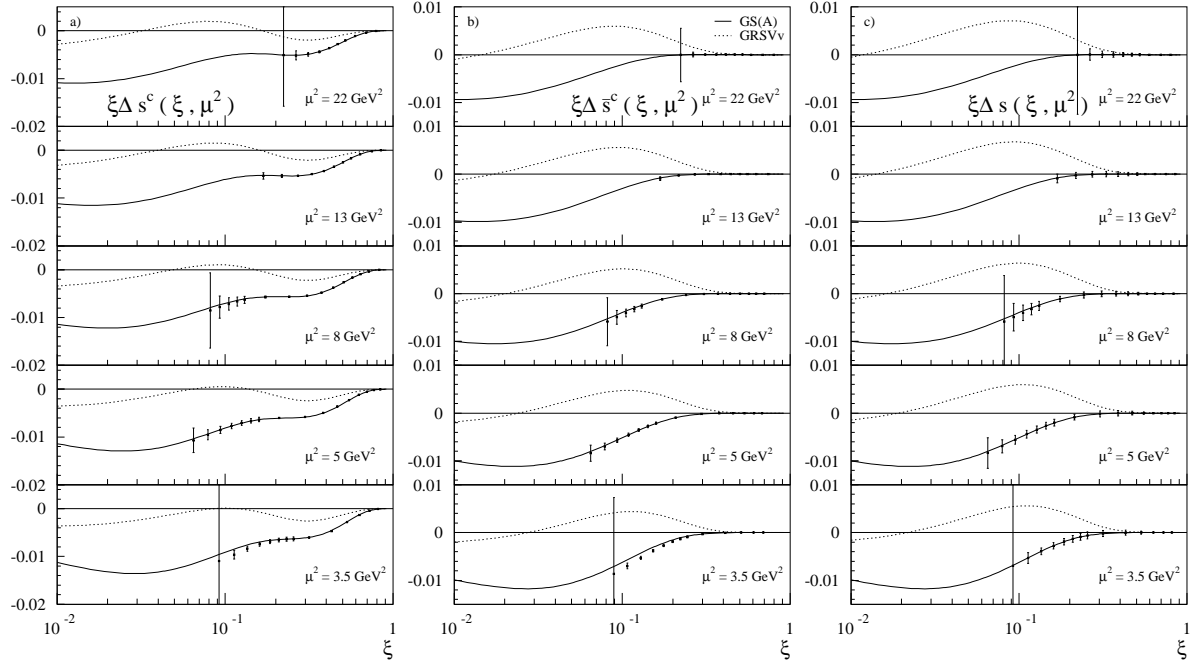 a)
0
-0.01
-0.02
ξΔ s^c ( ξ , μ^2 )
μ^2 = 22 GeV^2
0
-0.01
-0.02
μ^2 = 13 GeV^2
0
-0.01
-0.02
μ^2 = 8 GeV^2
0
-0.01
-0.02
μ^2 = 5 GeV^2
0
-0.01
-0.02
μ^2 = 3.5 GeV^2
10^-2
10^-1
1
ξ
b)
GS(A)
GRSVv
0.01
0
-0.01
ξΔ s̄^c ( ξ , μ^2 )
μ^2 = 22 GeV^2
0.01
0
-0.01
μ^2 = 13 GeV^2
0.01
0
-0.01
μ^2 = 8 GeV^2
0.01
0
-0.01
μ^2 = 5 GeV^2
0.01
0
-0.01
μ^2 = 3.5 GeV^2
10^-2
10^-1
1
ξ
c)
0.01
0
-0.01
ξΔ s ( ξ , μ^2 )
μ^2 = 22 GeV^2
0.01
0
-0.01
μ^2 = 13 GeV^2
0.01
0
-0.01
μ^2 = 8 GeV^2
0.01
0
-0.01
μ^2 = 5 GeV^2
0.01
0
-0.01
μ^2 = 3.5 GeV^2
10^-2
10^-1
1
ξ